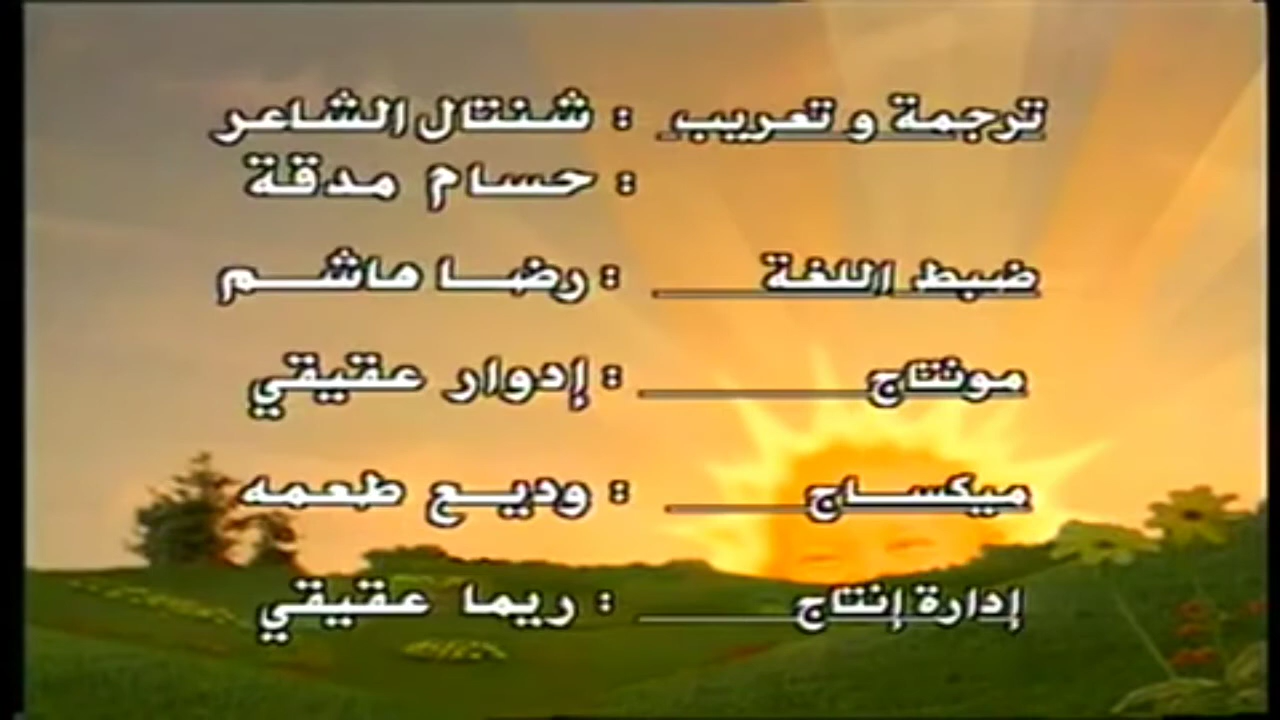 ترجمة و تعريب : شنتال الشاعر
: حسام مدقة
ضبط اللغة : رضا هاشم
مونتاج : إدوار عقيقي
ميكساج : وديع طعمه
إدارة إنتاج : ريما عقيقي